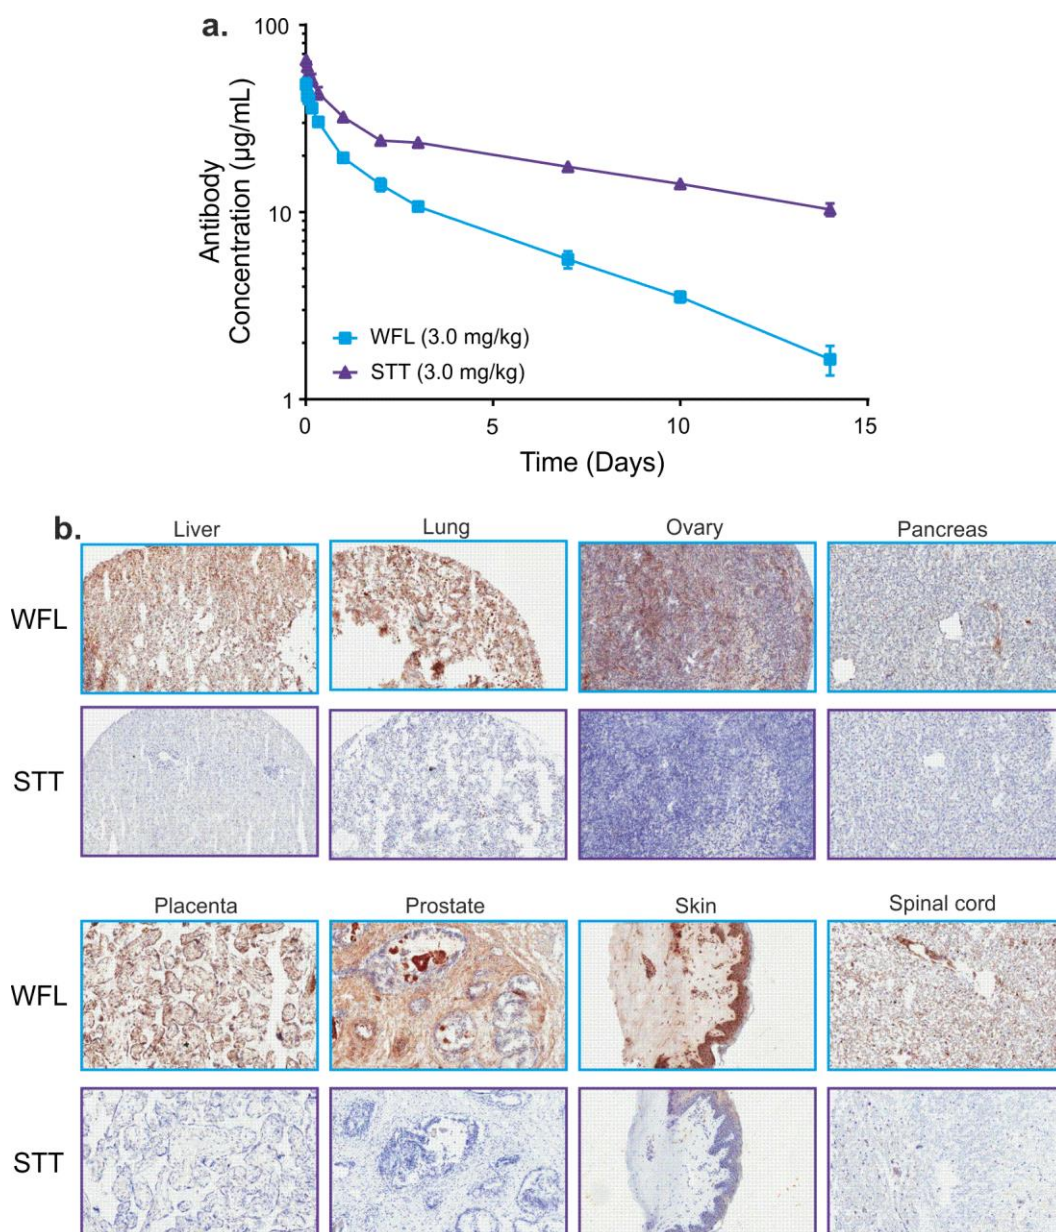 a.
100
10
1
Antibody
Concentration (µg/mL)
WFL (3.0 mg/kg)
STT (3.0 mg/kg)
0 5 10 15
Time (Days)
b.
Liver Lung Ovary Pancreas
WFL
STT
Placenta Prostate Skin Spinal cord
WFL
STT